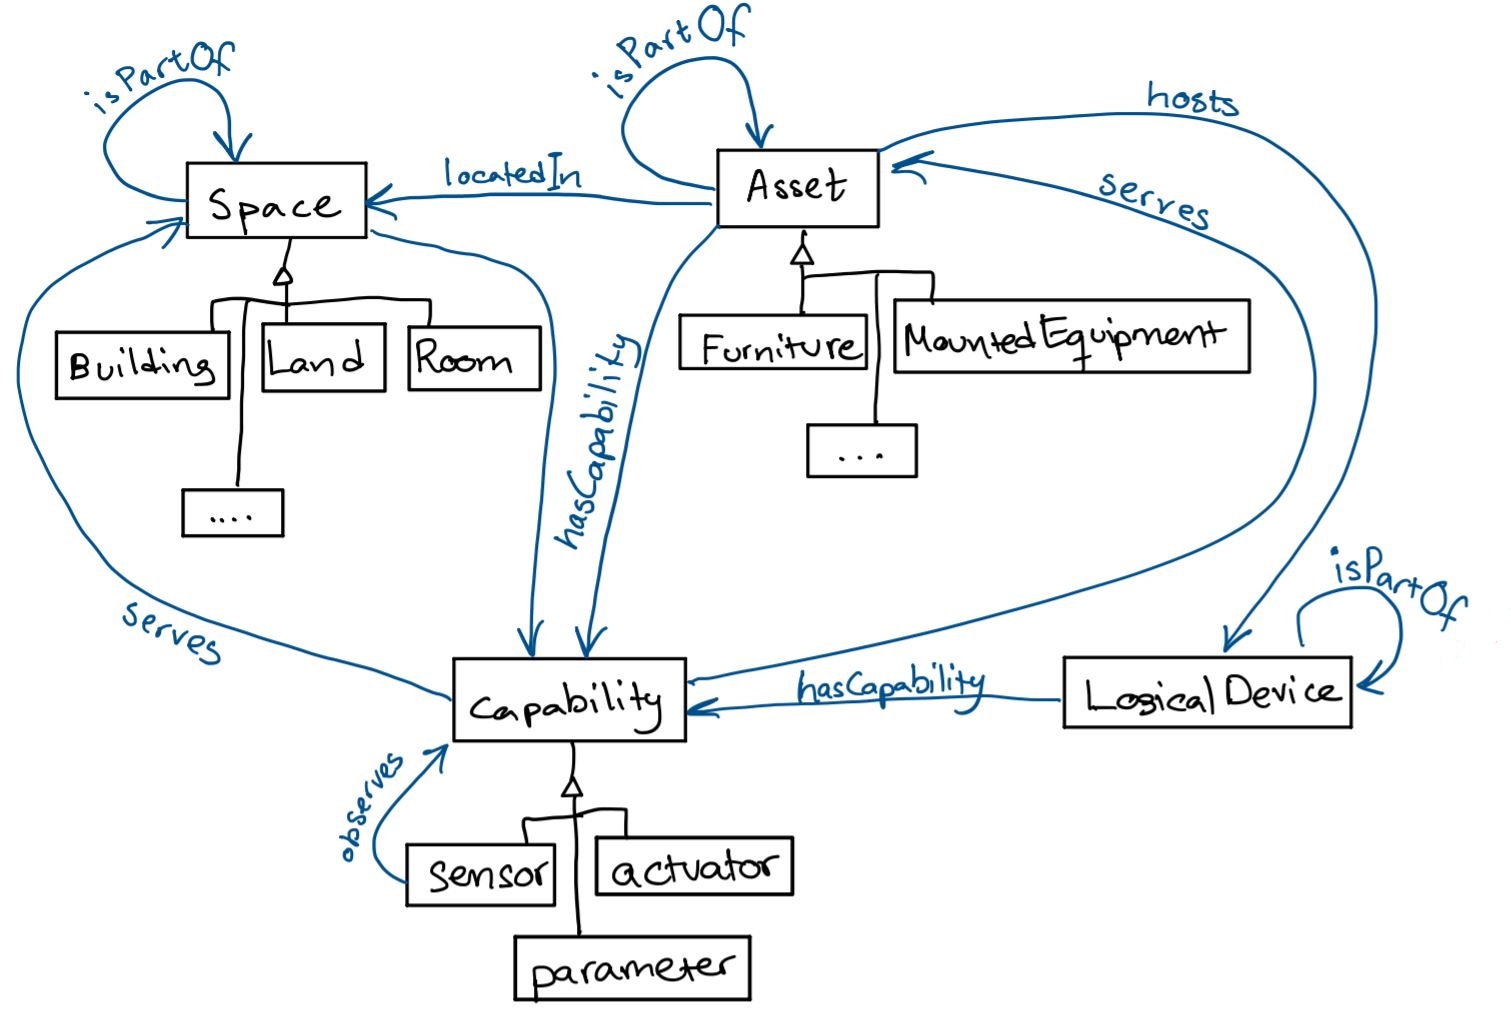 isPartOf
isPartOf
hosts
locatedIn
Asset
serves
Space
Furniture
MountedEquipment
Building
Land
Room
hasCapability
...
....
isPartOf
serves
capability
hasCapability
Logical Device
observes
sensor
actuator
parameter